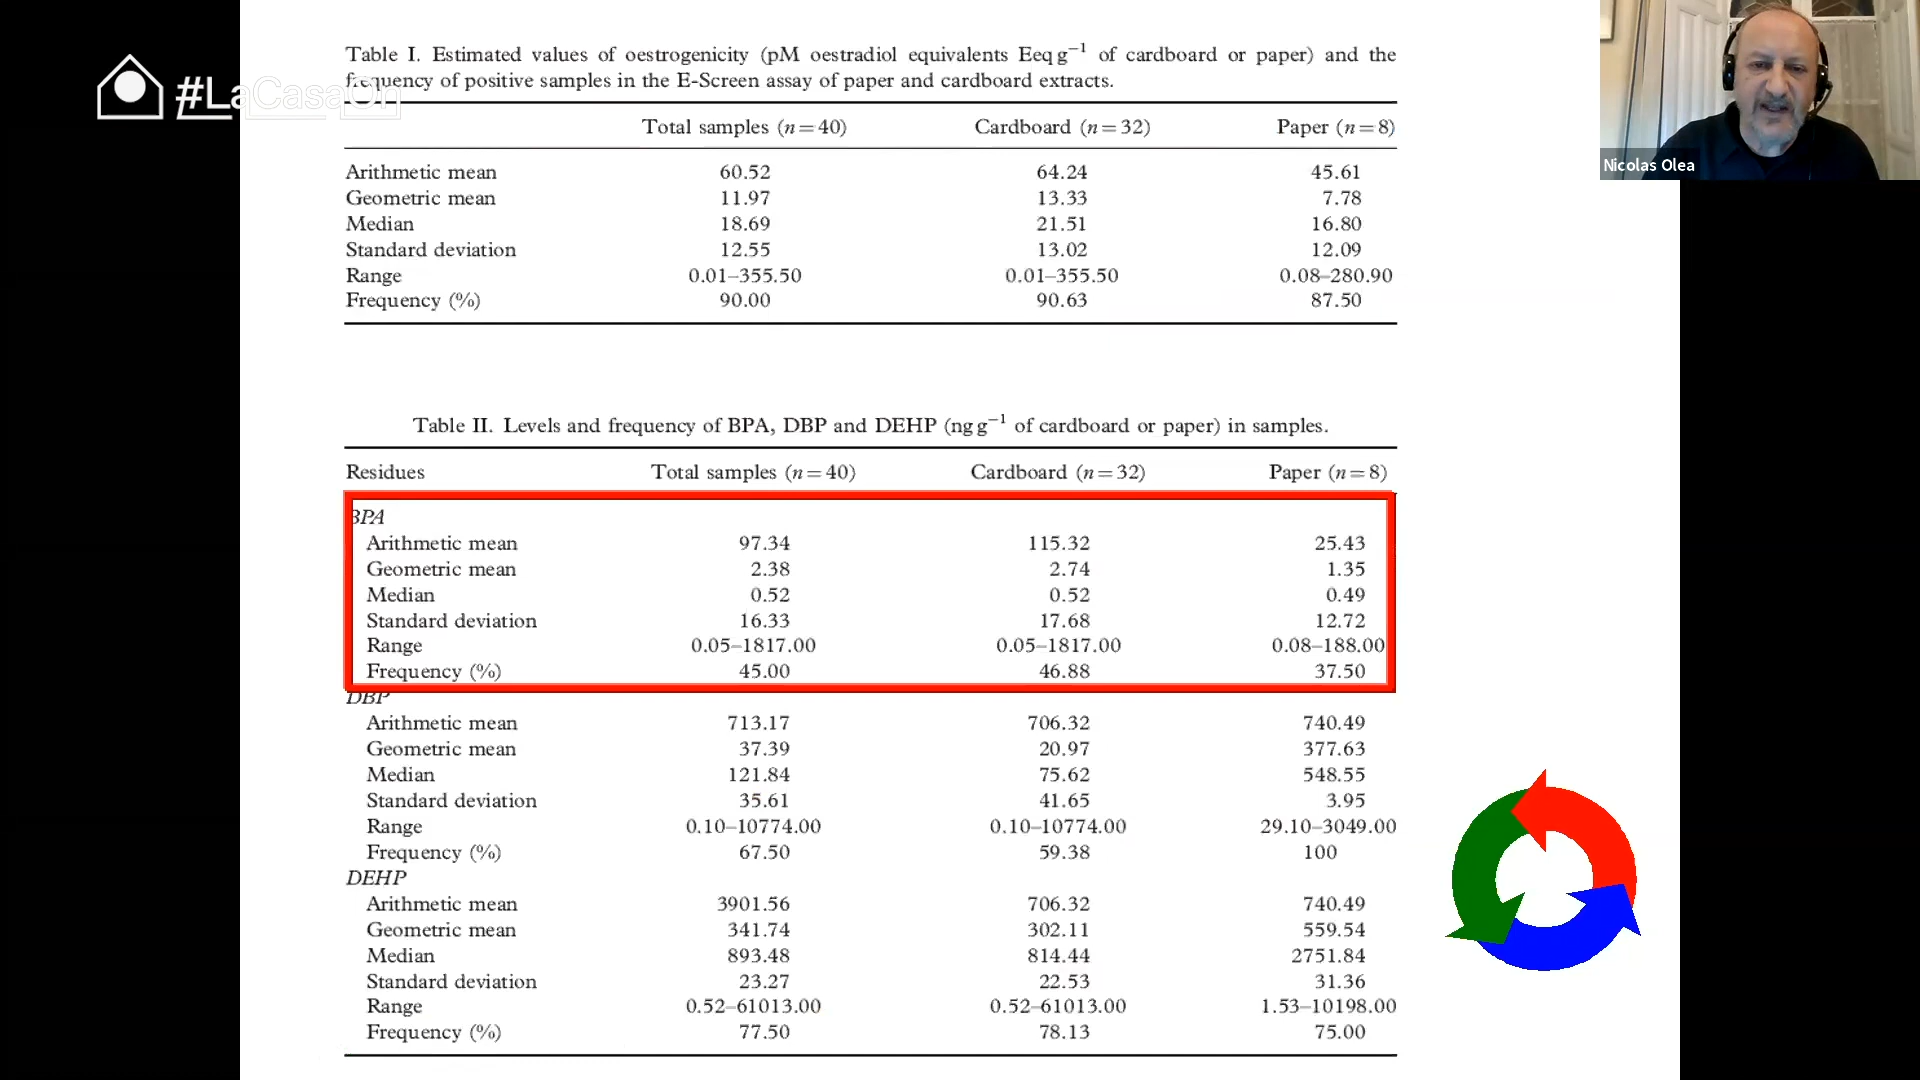 #LaCasaOn
Table I. Estimated values of oestrogenicity (pM oestradiol equivalents Eeq g⁻¹ of cardboard or paper) and the
frequency of positive samples in the E-Screen assay of paper and cardboard extracts.
Total samples (n=40) Cardboard (n=32) Paper (n=8)
Arithmetic mean 60.52 64.24 45.61
Geometric mean 11.97 13.33 7.78
Median 18.69 21.51 16.80
Standard deviation 12.55 13.02 12.09
Range 0.01–355.50 0.01–355.50 0.08–280.90
Frequency (%) 90.00 90.63 87.50
Table II. Levels and frequency of BPA, DBP and DEHP (ng g⁻¹ of cardboard or paper) in samples.
Residues Total samples (n=40) Cardboard (n=32) Paper (n=8)
BPA
Arithmetic mean 97.34 115.32 25.43
Geometric mean 2.38 2.74 1.35
Median 0.52 0.52 0.49
Standard deviation 16.33 17.68 12.72
Range 0.05–1817.00 0.05–1817.00 0.08–188.00
Frequency (%) 45.00 46.88 37.50
DBP
Arithmetic mean 713.17 706.32 740.49
Geometric mean 37.39 20.97 377.63
Median 121.84 75.62 548.55
Standard deviation 35.61 41.65 3.95
Range 0.10–10774.00 0.10–10774.00 29.10–3049.00
Frequency (%) 67.50 59.38 100
DEHP
Arithmetic mean 3901.56 706.32 740.49
Geometric mean 341.74 302.11 559.54
Median 893.48 814.44 2751.84
Standard deviation 23.27 22.53 31.36
Range 0.52–61013.00 0.52–61013.00 1.53–10198.00
Frequency (%) 77.50 78.13 75.00
Nicolas Olea